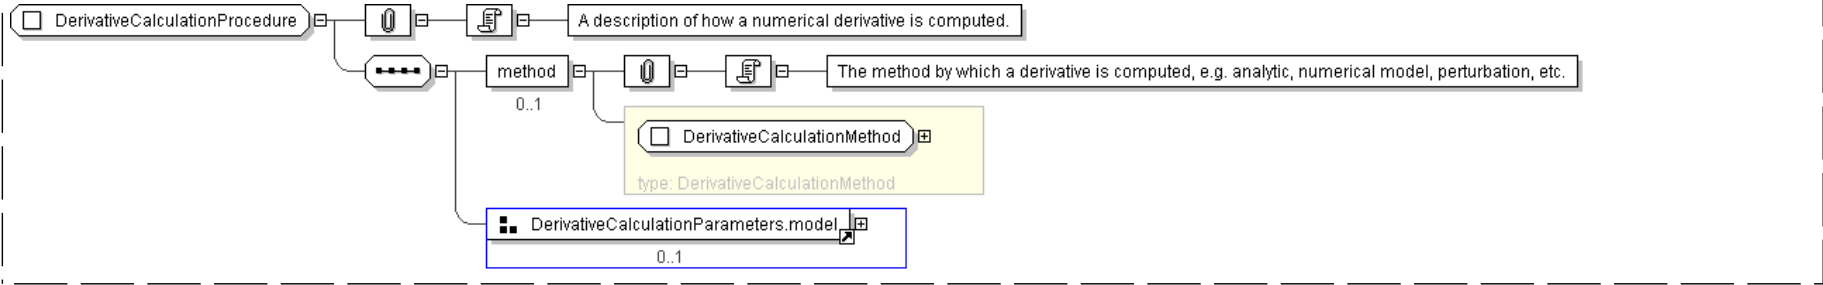 DerivativeCalculationProcedure
A description of how a numerical derivative is computed.
method
The method by which a derivative is computed, e.g. analytic, numerical model, perturbation, etc.
0..1
DerivativeCalculationMethod
type: DerivativeCalculationMethod
DerivativeCalculationParameters.model
0..1